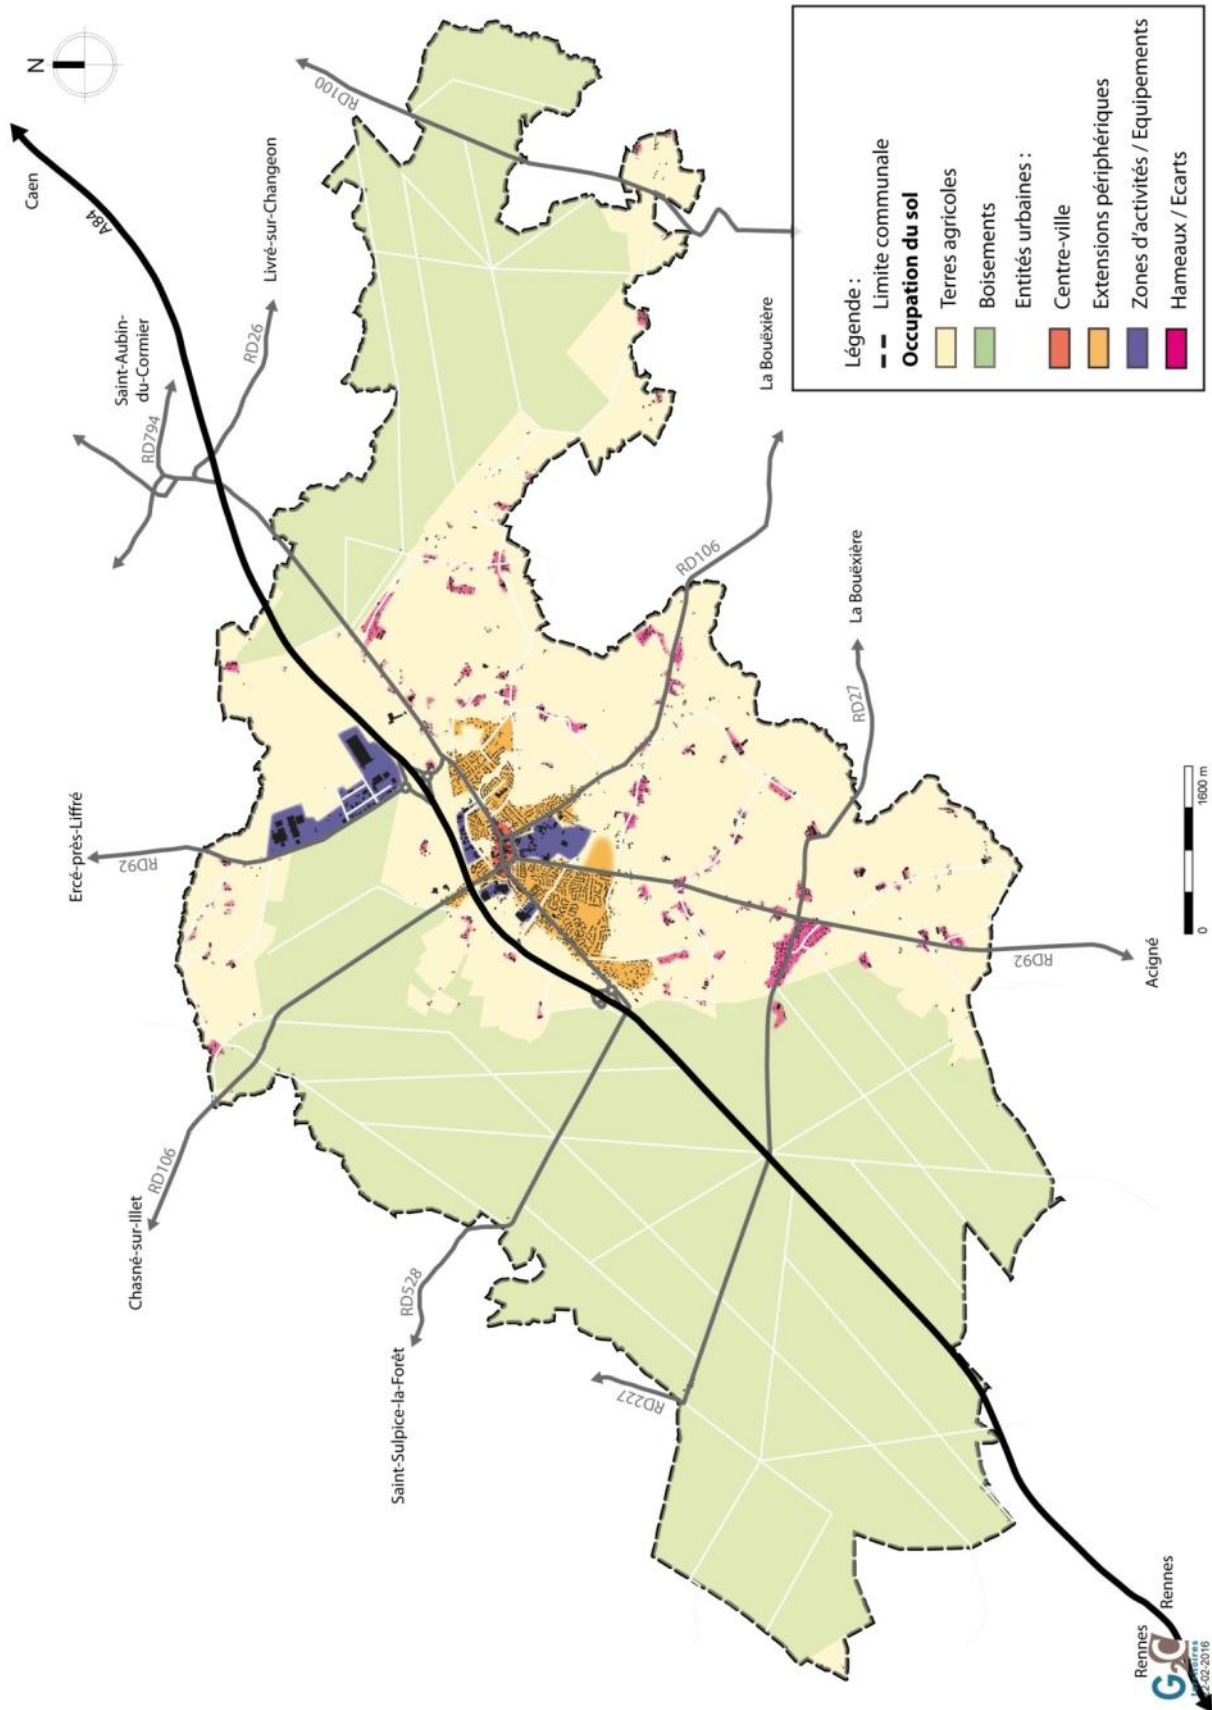 N
Caen
A84
Saint-Aubin-
du-Cormier
RD794
RD26
Livré-sur-Changeon
RD100
Ercé-près-Liffré
RD92
La Bouëxière
RD106
La Bouëxière
RD27
Chasné-sur-Illet
RD106
Saint-Sulpice-la-Forêt
RD528
RD227
RD92
Acigné
Rennes
Rennes
0
1600 m
Légende :
Limite communale
Occupation du sol
Terres agricoles
Boisements
Entités urbaines :
Centre-ville
Extensions périphériques
Zones d'activités / Equipements
Hameaux / Ecarts
G2C